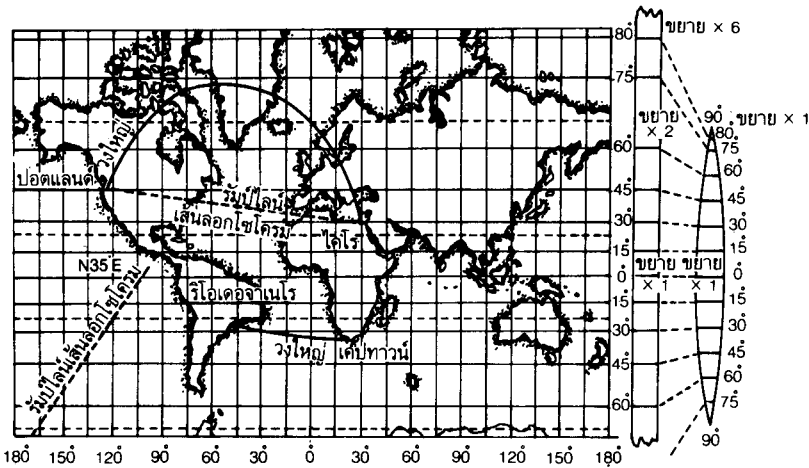 80°
ขยาย × 6
75°
ขยาย × 2
90°
ขยาย × 1
80°
75°
60°
60°
60°
วงใหญ่
ปอตแลนด์
รัมป์ไลน์
เส้นลอกโซโดรม
ไคโร
45°
45°
30°
30°
15°
15°
N35°E
ขยาย × 1
ขยาย × 1
0°
0°
ริโอเดอจาเนโร
15°
15°
วงใหญ่
เค้ปทาวน์
30°
30°
รัมป์ไลน์เส้นลอกโซโดรม
45°
45°
60°
60°
75°
90°
180° 150° 120° 90° 60° 30° 0° 30° 60° 90° 120° 150° 180°